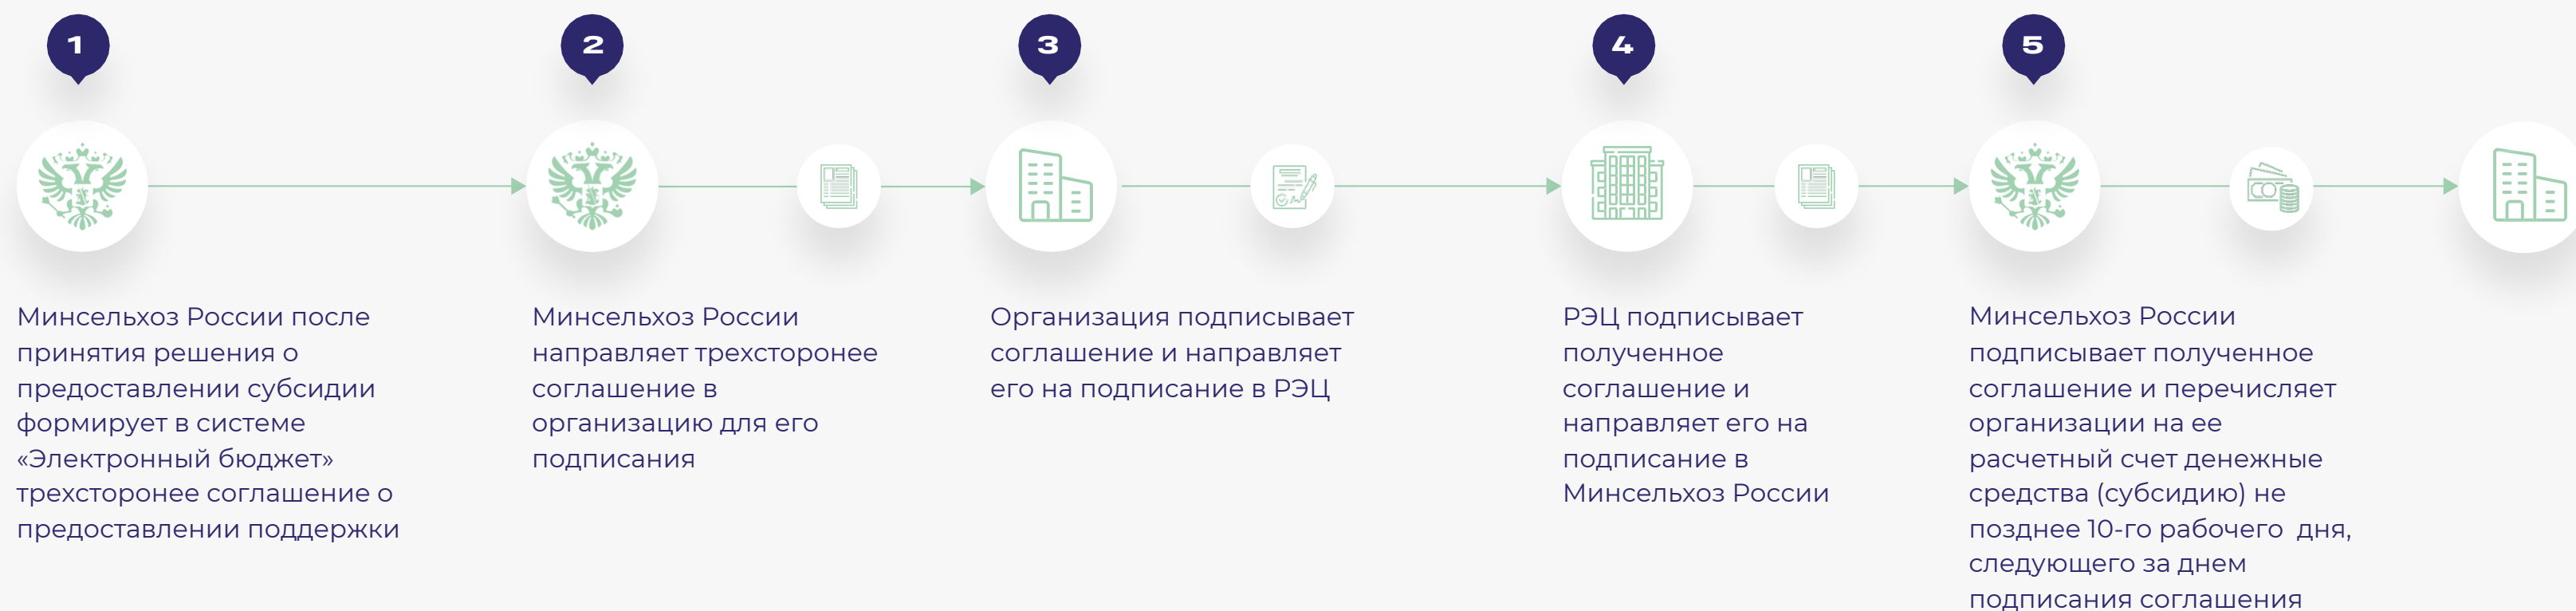 1
Минсельхоз России после
принятия решения о
предоставлении субсидии
формирует в системе
«Электронный бюджет»
трехсторонее соглашение о
предоставлении поддержки
2
Минсельхоз России
направляет трехсторонее
соглашение в
организацию для его
подписания
3
Организация подписывает
соглашение и направляет
его на подписание в РЭЦ
4
РЭЦ подписывает
полученное
соглашение и
направляет его на
подписание в
Минсельхоз России
5
Минсельхоз России
подписывает полученное
соглашение и перечисляет
организации на ее
расчетный счет денежные
средства (субсидию) не
позднее 10-го рабочего  дня,
следующего за днем
подписания соглашения